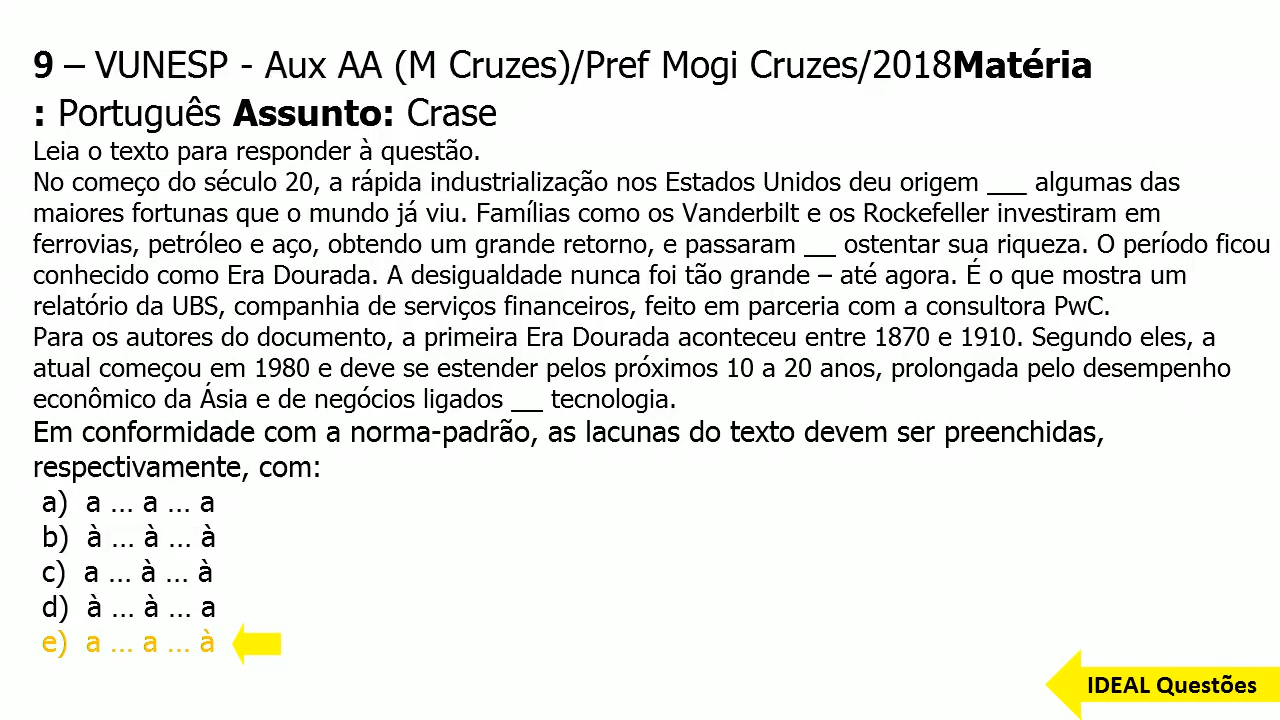 9 – VUNESP - Aux AA (M Cruzes)/Pref Mogi Cruzes/2018Matéria
: Português Assunto: Crase
Leia o texto para responder à questão.
No começo do século 20, a rápida industrialização nos Estados Unidos deu origem ___ algumas das
maiores fortunas que o mundo já viu. Famílias como os Vanderbilt e os Rockefeller investiram em
ferrovias, petróleo e aço, obtendo um grande retorno, e passaram __ ostentar sua riqueza. O período ficou
conhecido como Era Dourada. A desigualdade nunca foi tão grande – até agora. É o que mostra um
relatório da UBS, companhia de serviços financeiros, feito em parceria com a consultora PwC.
Para os autores do documento, a primeira Era Dourada aconteceu entre 1870 e 1910. Segundo eles, a
atual começou em 1980 e deve se estender pelos próximos 10 a 20 anos, prolongada pelo desempenho
econômico da Ásia e de negócios ligados __ tecnologia.
Em conformidade com a norma-padrão, as lacunas do texto devem ser preenchidas,
respectivamente, com:
a) a ... a ... a
b) à ... à ... à
c) a ... à ... à
d) à ... à ... a
e) a ... a ... à
IDEAL Questões